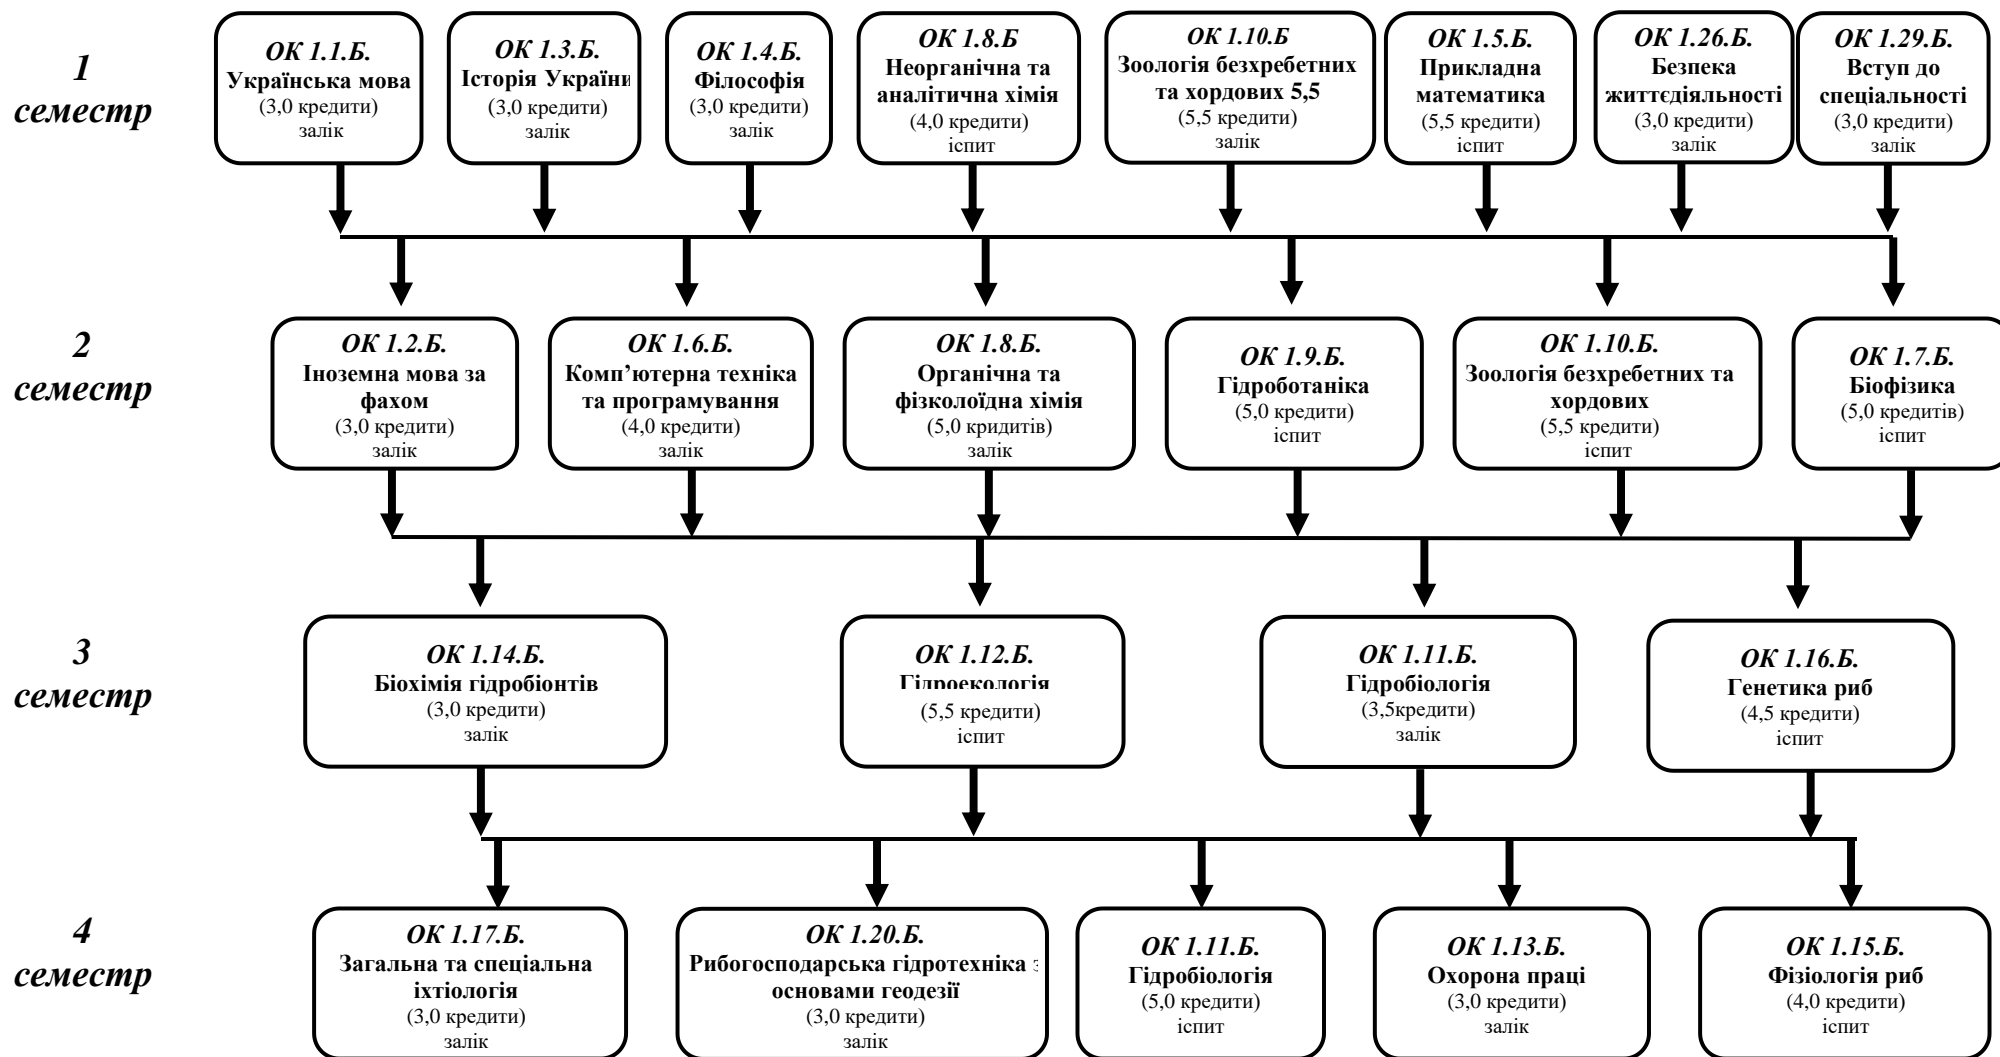 1
семестр
ОК 1.1.Б.
Українська мова
(3,0 кредити)
залік
ОК 1.3.Б.
Історія України
(3,0 кредити)
залік
ОК 1.4.Б.
Філософія
(3,0 кредити)
залік
ОК 1.8.Б
Неорганічна та
аналітична хімія
(4,0 кредити)
іспит
ОК 1.10.Б
Зоологія безхребетних
та хордових 5,5
(5,5 кредити)
залік
ОК 1.5.Б.
Прикладна
математика
(5,5 кредити)
іспит
ОК 1.26.Б.
Безпека
життєдіяльності
(3,0 кредити)
залік
ОК 1.29.Б.
Вступ до
спеціальності
(3,0 кредити)
залік
2
семестр
ОК 1.2.Б.
Іноземна мова за
фахом
(3,0 кредити)
залік
ОК 1.6.Б.
Комп’ютерна техніка
та програмування
(4,0 кредити)
залік
ОК 1.8.Б.
Органічна та
фізколоїдна хімія
(5,0 кридитів)
залік
ОК 1.9.Б.
Гідроботаніка
(5,0 кредити)
іспит
ОК 1.10.Б.
Зоологія безхребетних та
хордових
(5,5 кредити)
іспит
ОК 1.7.Б.
Біофізика
(5,0 кредитів)
іспит
3
семестр
ОК 1.14.Б.
Біохімія гідробіонтів
(3,0 кредити)
залік
ОК 1.12.Б.
Гідроекологія
(5,5 кредити)
іспит
ОК 1.11.Б.
Гідробіологія
(3,5кредити)
залік
ОК 1.16.Б.
Генетика риб
(4,5 кредити)
іспит
4
семестр
ОК 1.17.Б.
Загальна та спеціальна
іхтіологія
(3,0 кредити)
залік
ОК 1.20.Б.
Рибогосподарська гідротехніка з
основами геодезії
(3,0 кредити)
залік
ОК 1.11.Б.
Гідробіологія
(5,0 кредити)
іспит
ОК 1.13.Б.
Охорона праці
(3,0 кредити)
залік
ОК 1.15.Б.
Фізіологія риб
(4,0 кредити)
іспит